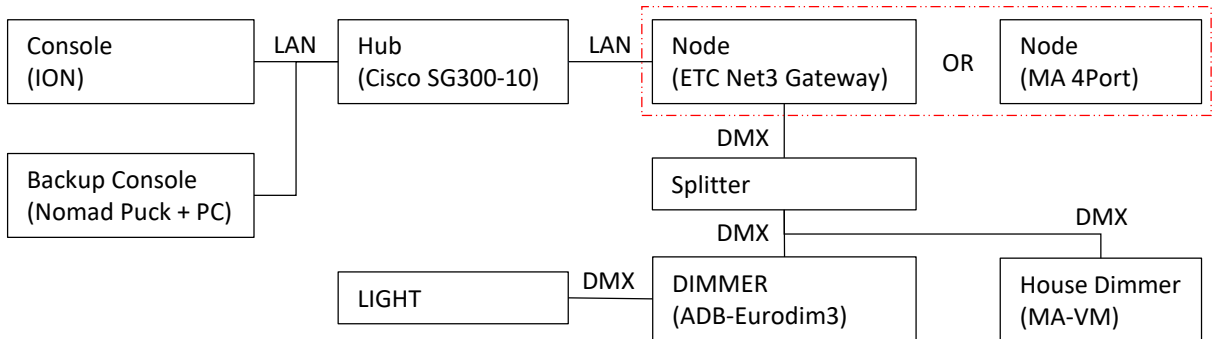 Console
(ION)
LAN
Hub
(Cisco SG300-10)
LAN
Node
(ETC Net3 Gateway)
OR
Node
(MA 4Port)
DMX
Backup Console
(Nomad Puck + PC)
Splitter
DMX
DMX
LIGHT
DMX
DIMMER
(ADB-Eurodim3)
House Dimmer
(MA-VM)